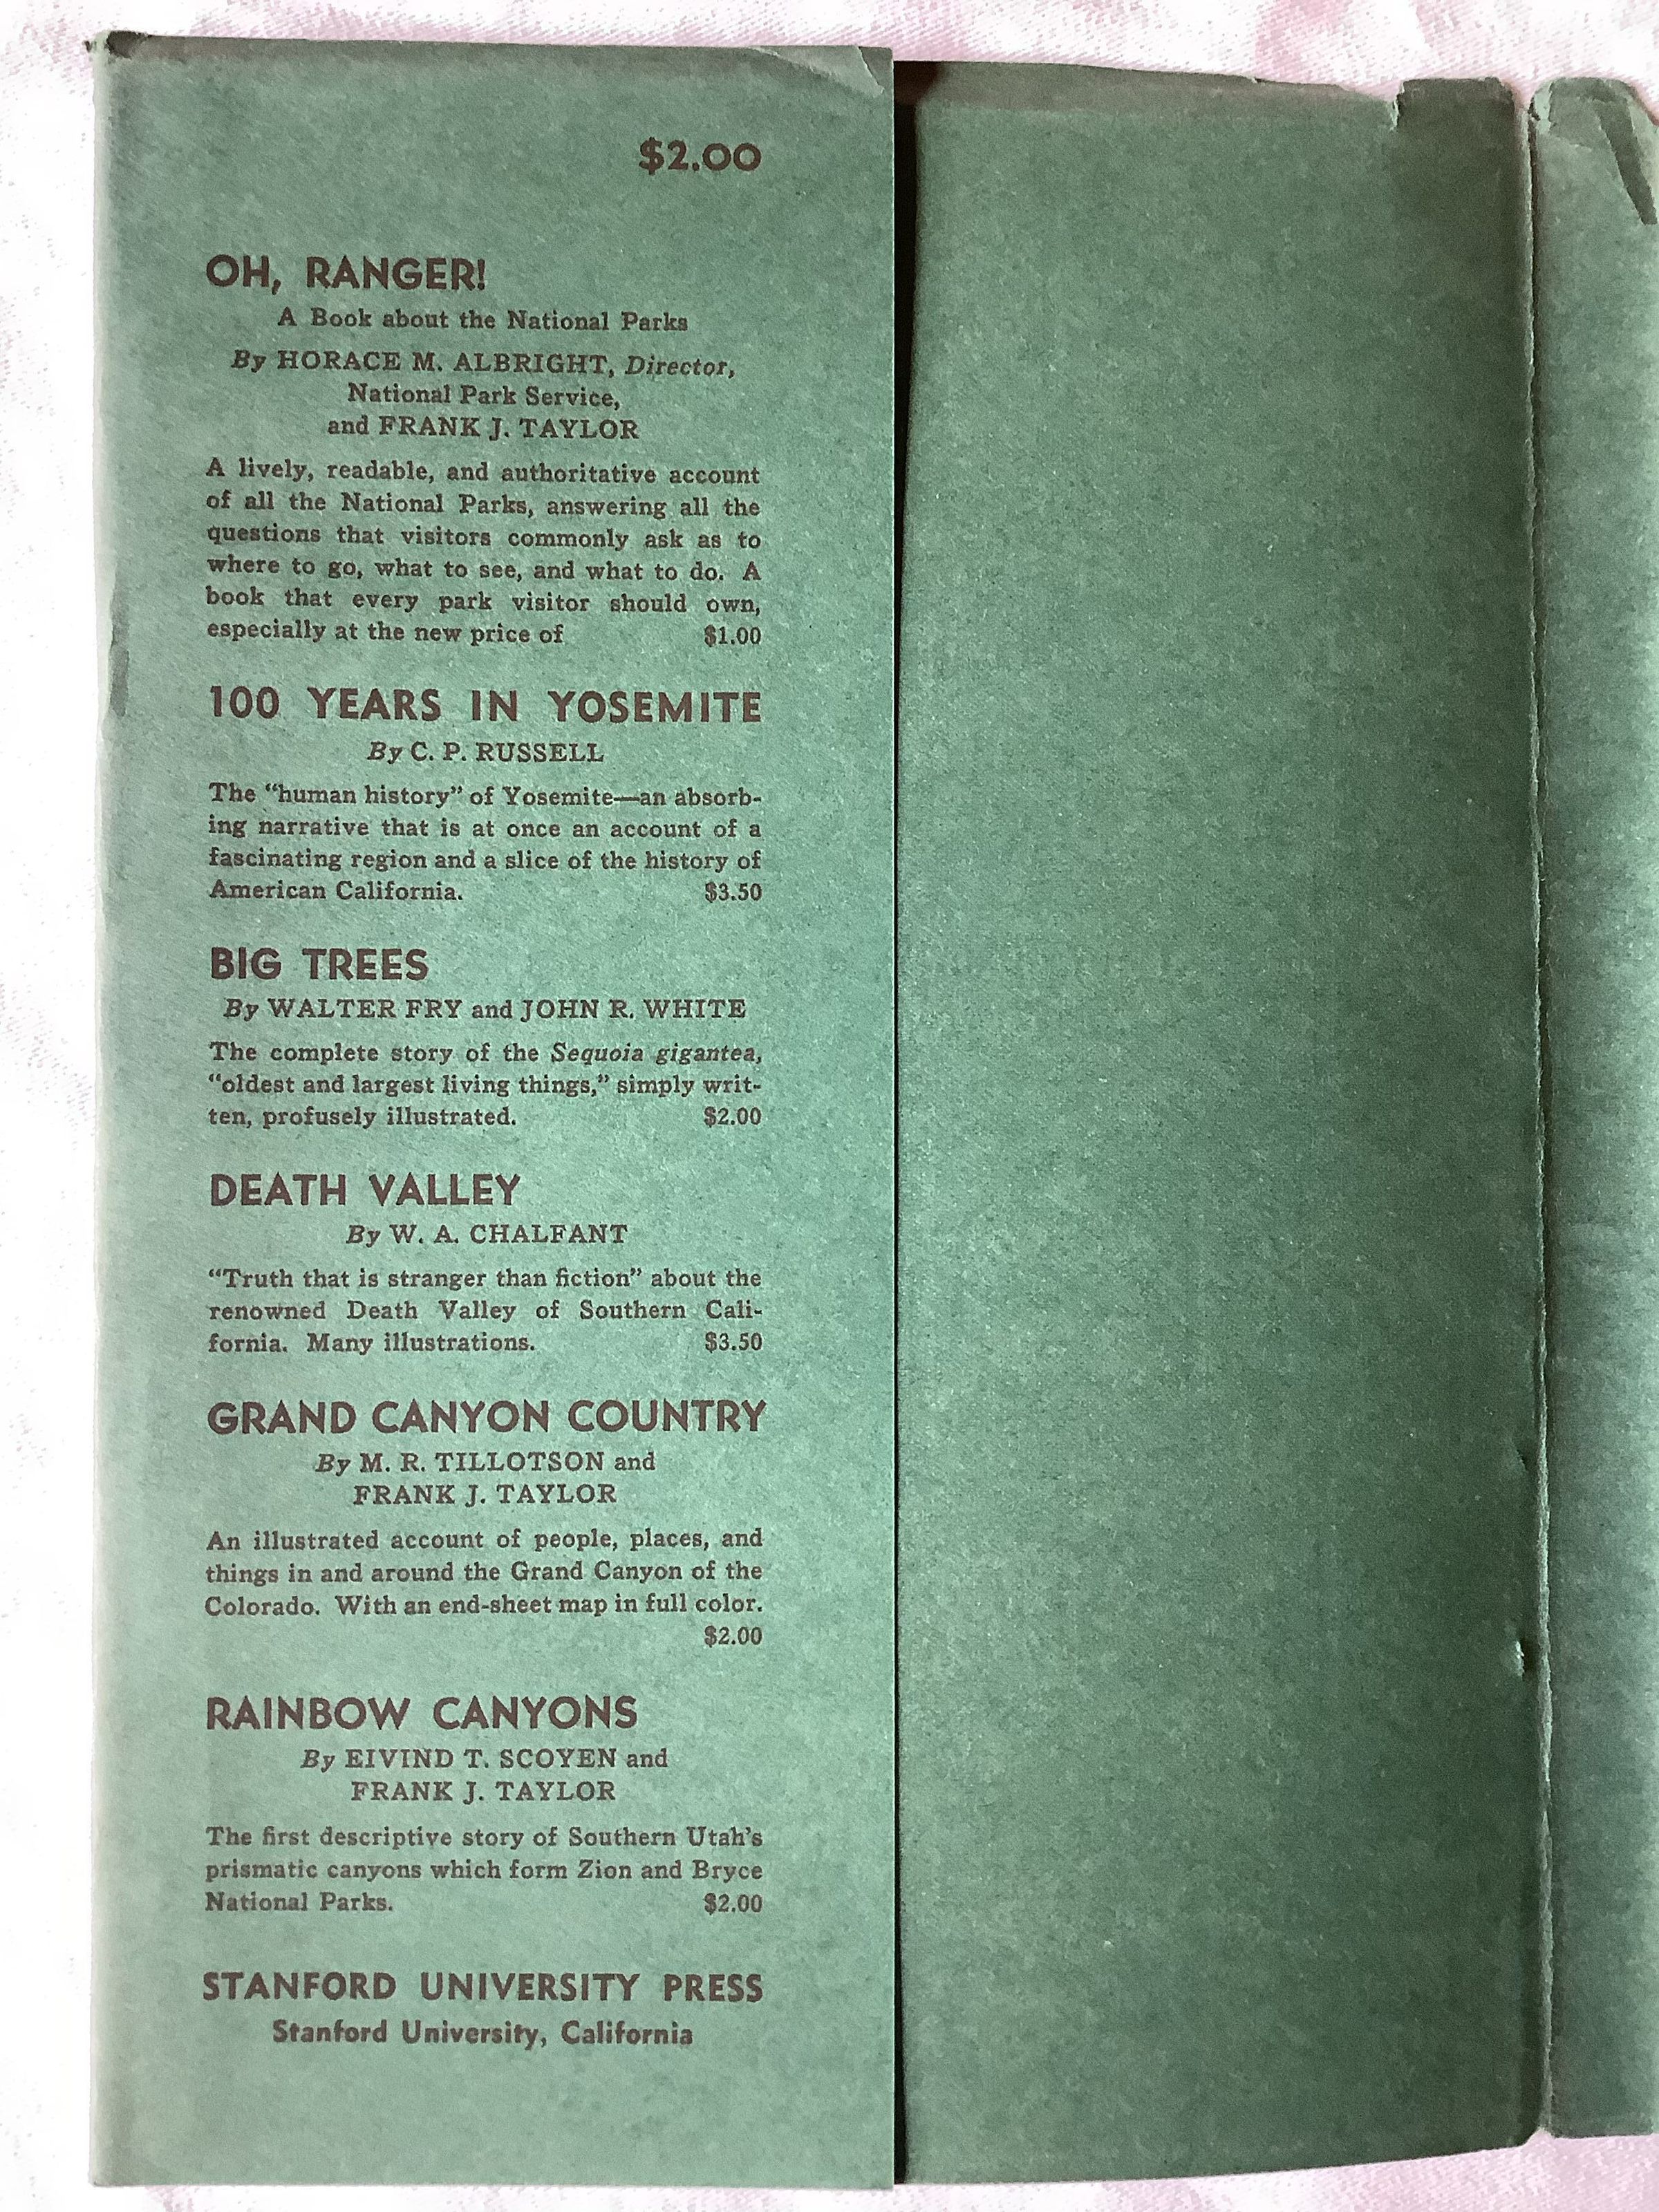 $2.00
OH, RANGER!
A Book about the National Parks
By HORACE M. ALBRIGHT, Director,
National Park Service,
and FRANK J. TAYLOR
A lively, readable, and authoritative account
of all the National Parks, answering all the
questions that visitors commonly ask as to
where to go, what to see, and what to do. A
book that every park visitor should own,
especially at the new price of $1.00
100 YEARS IN YOSEMITE
By C. P. RUSSELL
The “human history” of Yosemite—an absorb-
ing narrative that is at once an account of a
fascinating region and a slice of the history of
American California. $3.50
BIG TREES
By WALTER FRY and JOHN R. WHITE
The complete story of the Sequoia gigantea,
“oldest and largest living things,” simply writ-
ten, profusely illustrated. $2.00
DEATH VALLEY
By W. A. CHALFANT
“Truth that is stranger than fiction” about the
renowned Death Valley of Southern Cali-
fornia. Many illustrations. $3.50
GRAND CANYON COUNTRY
By M. R. TILLOTSON and
FRANK J. TAYLOR
An illustrated account of people, places, and
things in and around the Grand Canyon of the
Colorado. With an end-sheet map in full color.
$2.00
RAINBOW CANYONS
By EIVIND T. SCOYEN and
FRANK J. TAYLOR
The first descriptive story of Southern Utah’s
prismatic canyons which form Zion and Bryce
National Parks. $2.00
STANFORD UNIVERSITY PRESS
Stanford University, California